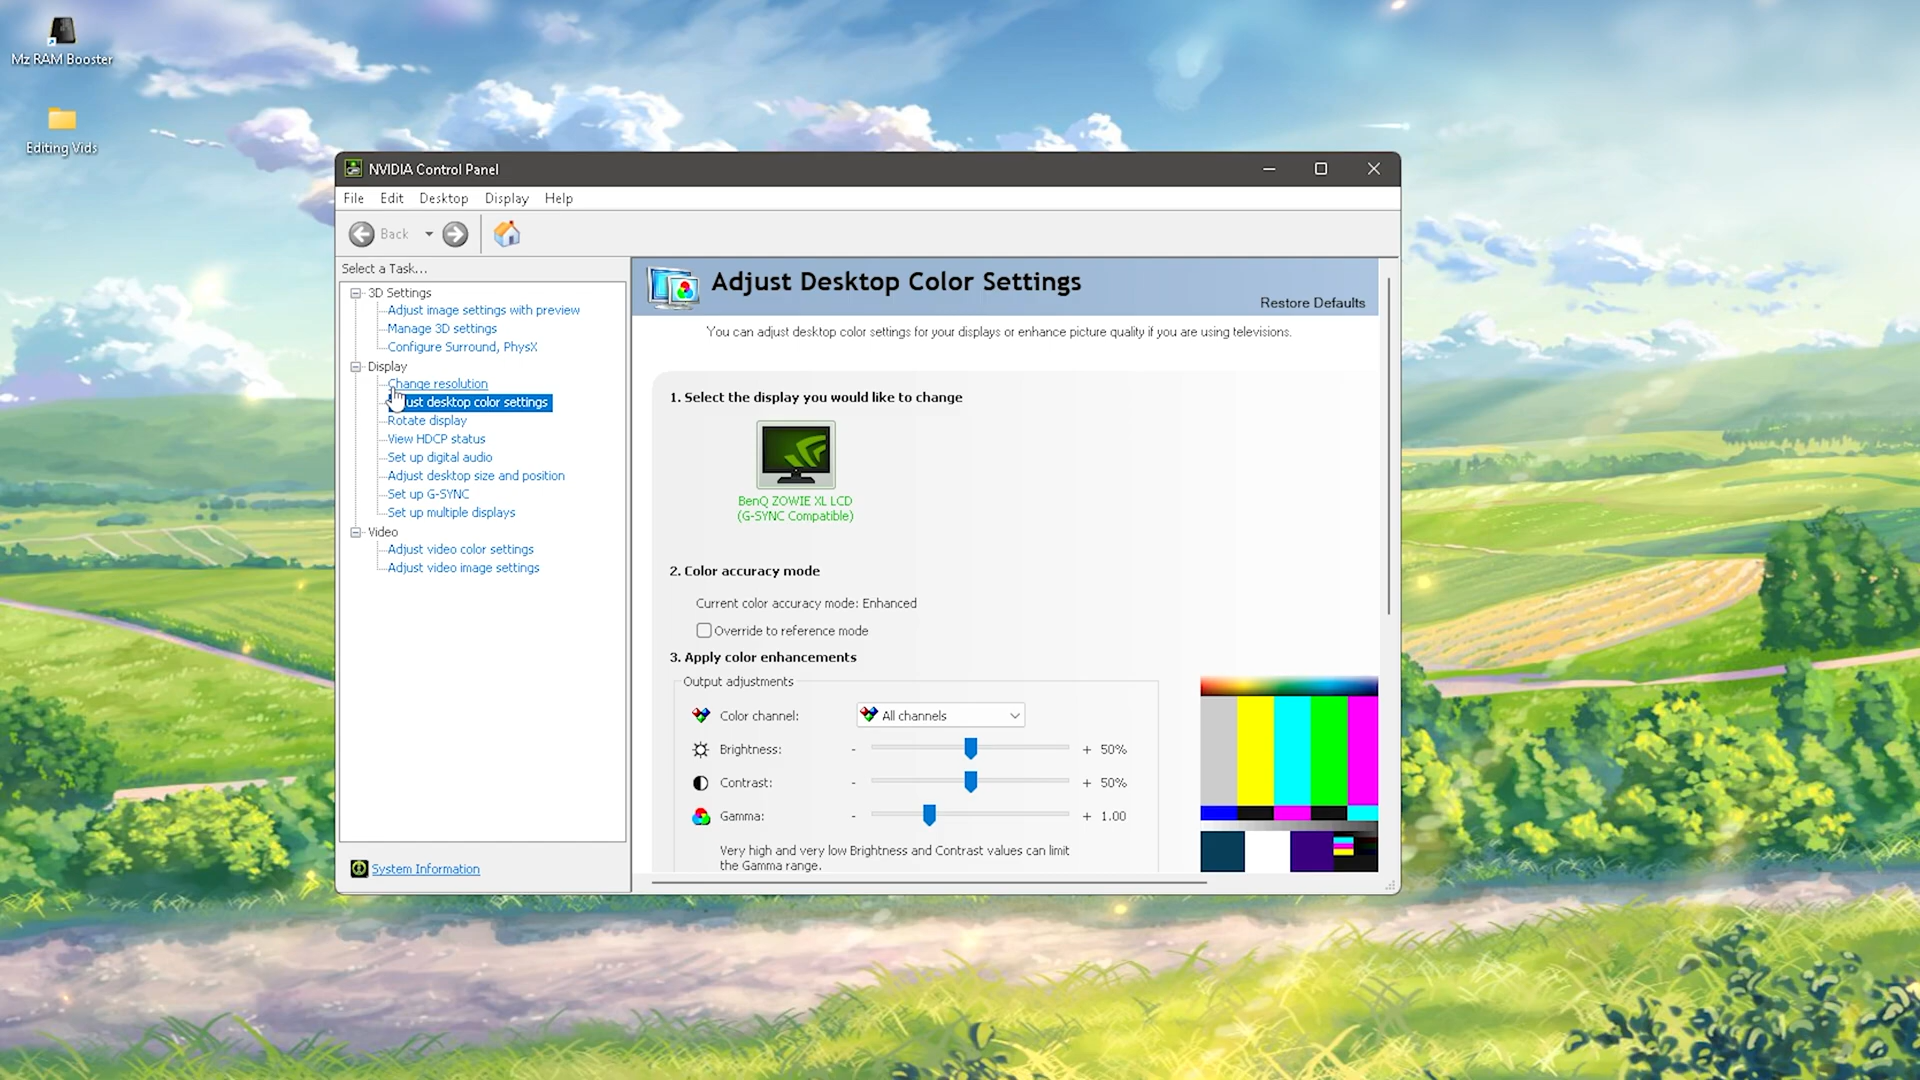 Mz RAM Booster
Editing Vids
NVIDIA Control Panel
File Edit Desktop Display Help
Back
Select a Task...
3D Settings
Adjust image settings with preview
Manage 3D settings
Configure Surround, PhysX
Display
Change resolution
just desktop color settings
Rotate display
View HDCP status
Set up digital audio
Adjust desktop size and position
Set up G-SYNC
Set up multiple displays
Video
Adjust video color settings
Adjust video image settings
System Information
Adjust Desktop Color Settings
Restore Defaults
You can adjust desktop color settings for your displays or enhance picture quality if you are using televisions.
1. Select the display you would like to change
BenQ ZOWIE XL LCD
(G-SYNC Compatible)
2. Color accuracy mode
Current color accuracy mode: Enhanced
Override to reference mode
3. Apply color enhancements
Output adjustments
Color channel: All channels
Brightness: - + 50%
Contrast: - + 50%
Gamma: - + 1.00
Very high and very low Brightness and Contrast values can limit
the Gamma range.